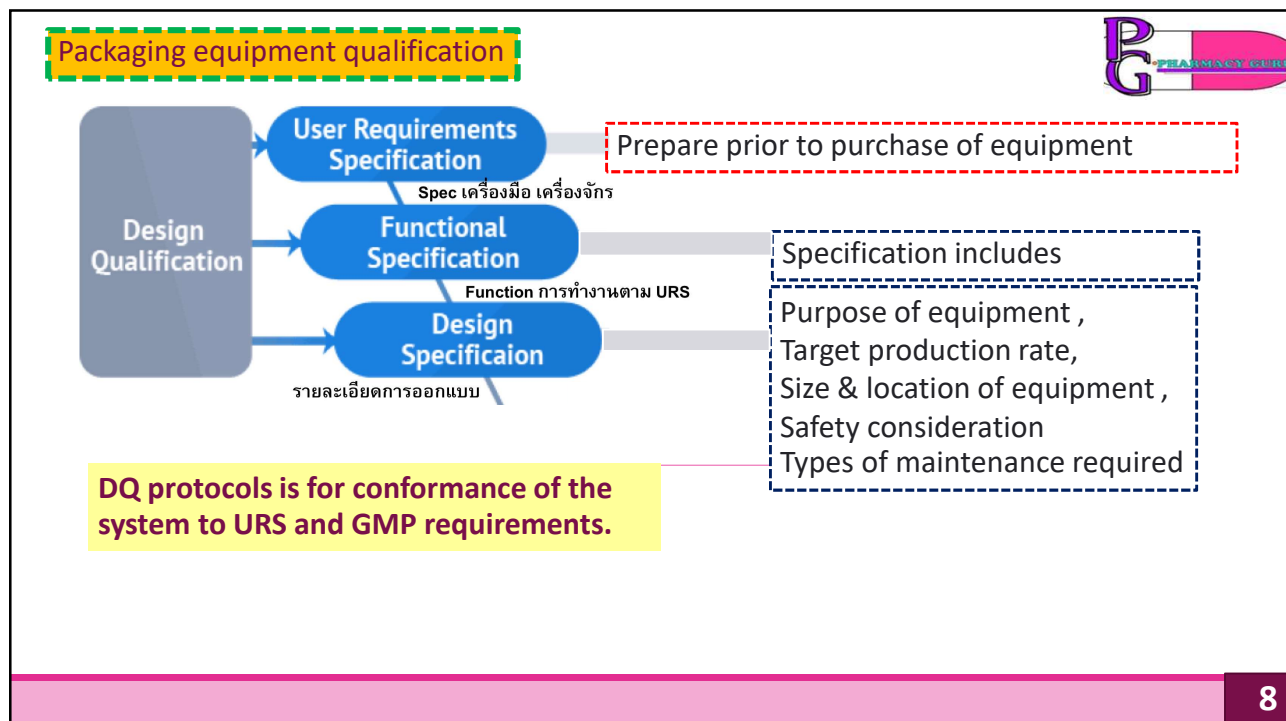 Packaging equipment qualification
PG
PHARMACY GURU
Design
Qualification
User Requirements
Specification
Prepare prior to purchase of equipment
Spec เครื่องมือ เครื่องจักร
Functional
Specification
Specification includes
Function การทำงานตาม URS
Design
Specificaion
รายละเอียดการออกแบบ
Purpose of equipment ,
Target production rate,
Size & location of equipment ,
Safety consideration
Types of maintenance required
DQ protocols is for conformance of the
system to URS and GMP requirements.
8